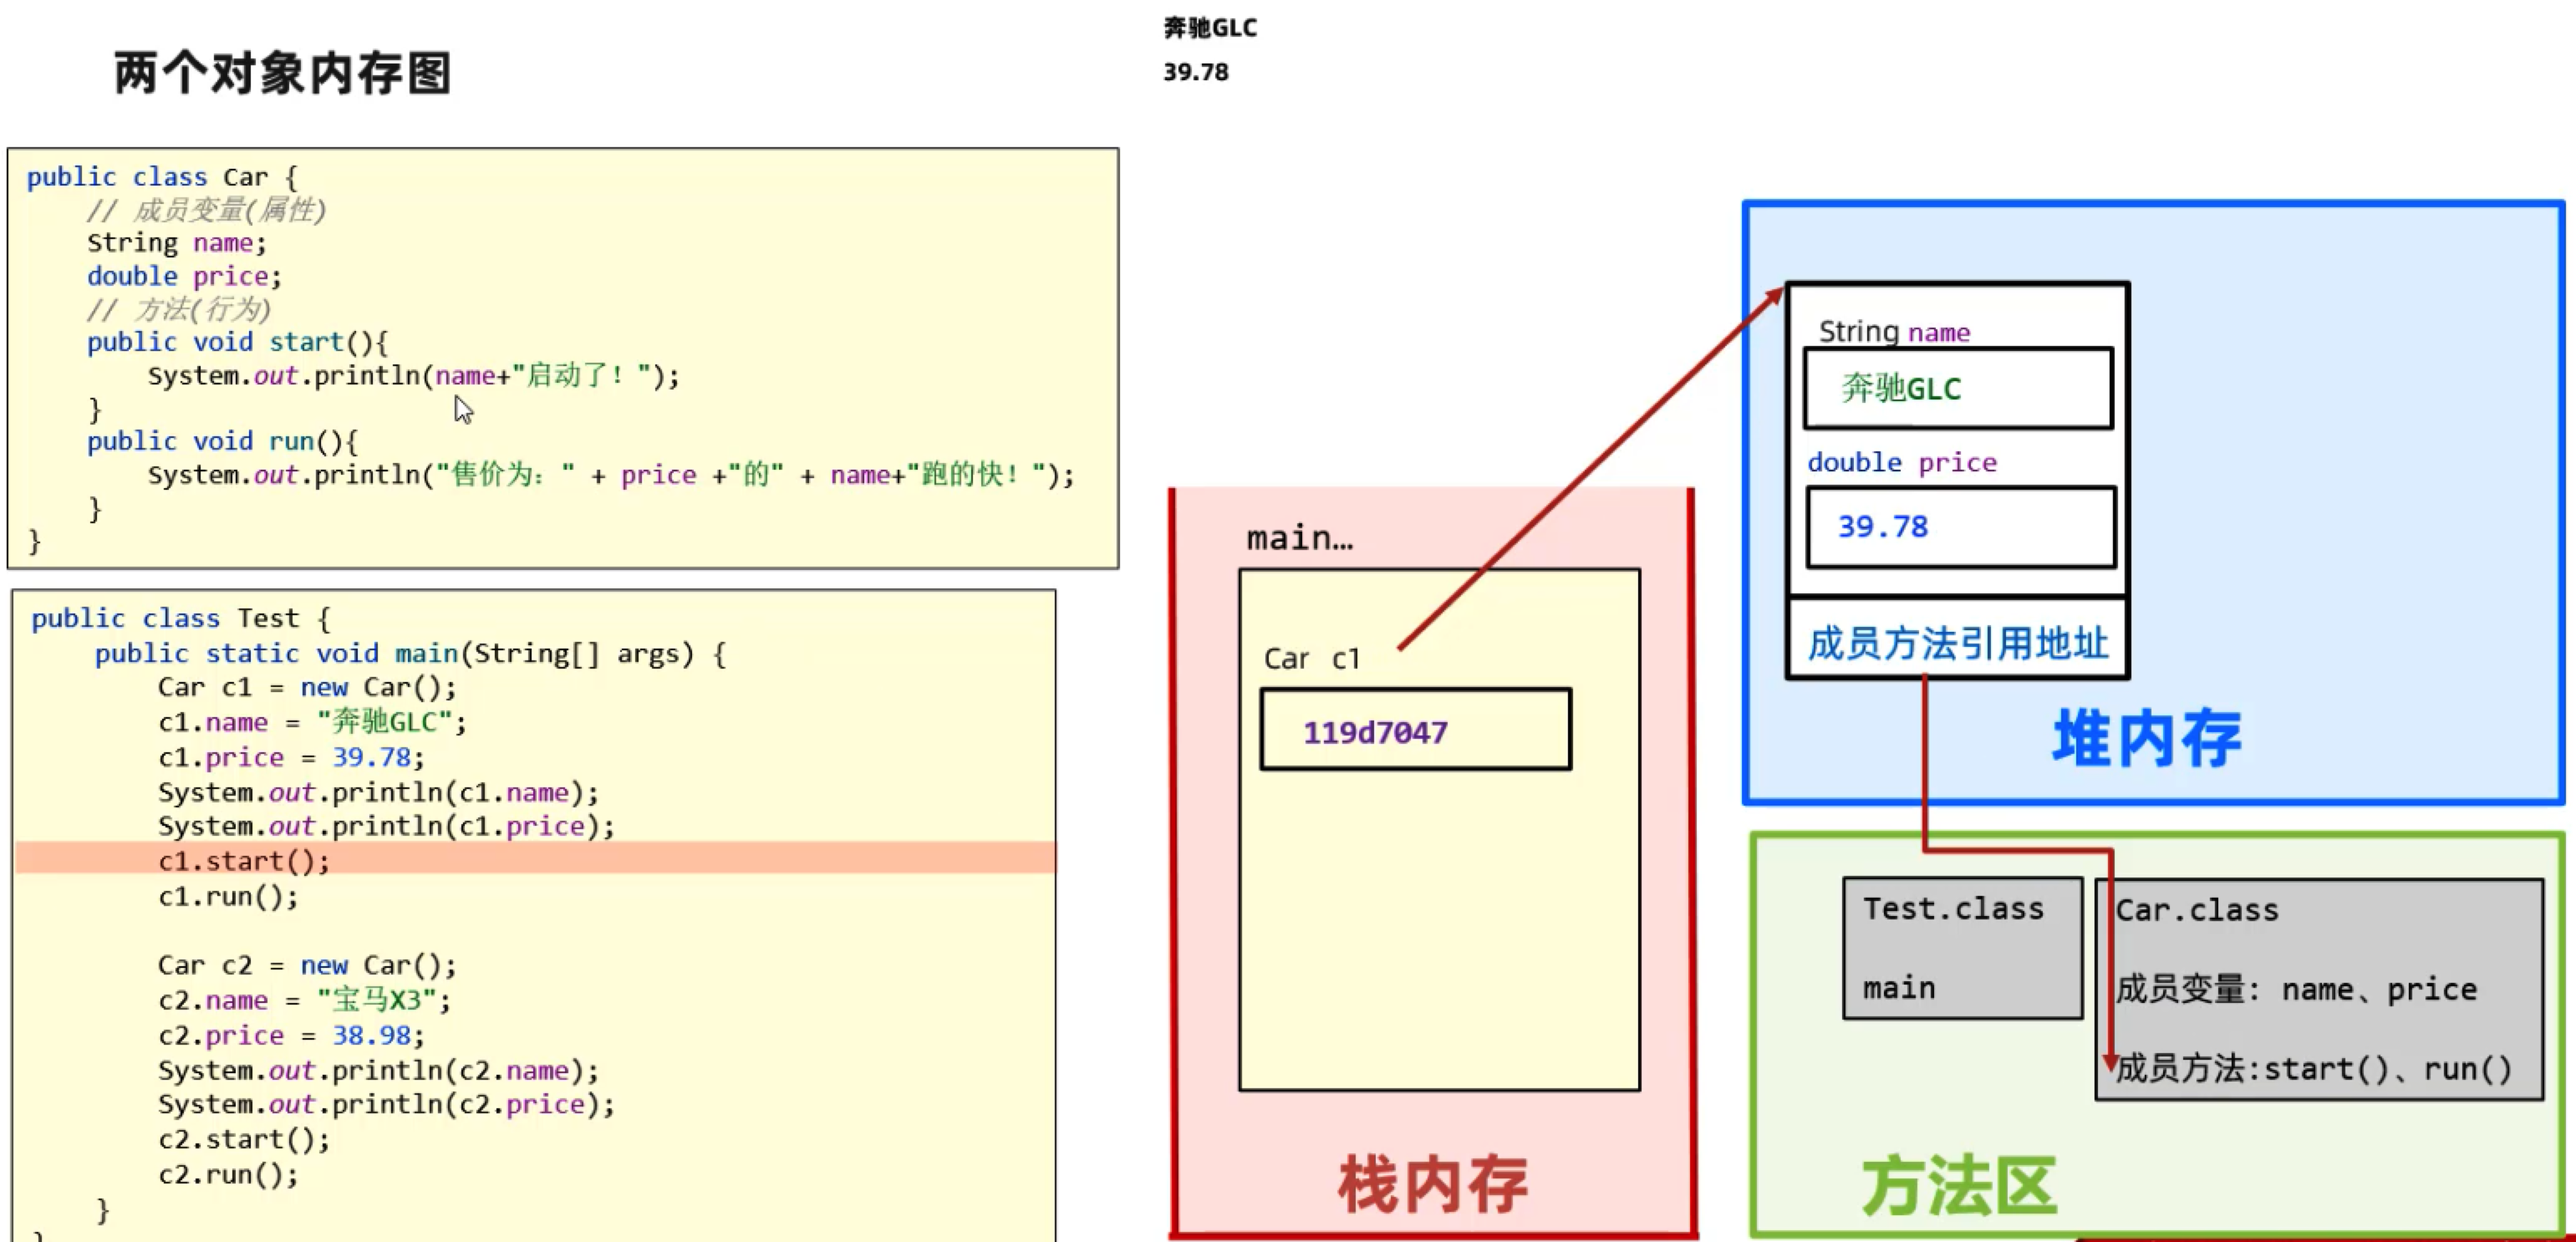 两个对象内存图
奔驰GLC
39.78
public class Car {
// 成员变量(属性)
String name;
double price;
// 方法(行为)
public void start(){
System.out.println(name+"启动了！");
}
public void run(){
System.out.println("售价为：" + price +"的" + name+"跑的快！");
}
}
public class Test {
public static void main(String[] args) {
Car c1 = new Car();
c1.name = "奔驰GLC";
c1.price = 39.78;
System.out.println(c1.name);
System.out.println(c1.price);
c1.start();
c1.run();
Car c2 = new Car();
c2.name = "宝马X3";
c2.price = 38.98;
System.out.println(c2.name);
System.out.println(c2.price);
c2.start();
c2.run();
}
}
main…
Car c1
119d7047
栈内存
String name
奔驰GLC
double price
39.78
成员方法引用地址
堆内存
Test.class
main
Car.class
成员变量：name、price
成员方法:start()、run()
方法区